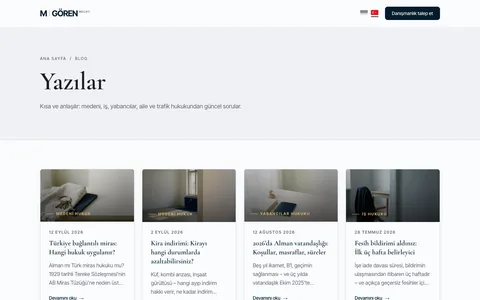 M GÖREN
Danışmanlık talep et
ANA SAYFA / BLOG
Yazılar
Kısa ve anlaşılır: medeni, iş, yabancılar, aile ve trafik hukukundan güncel sorular.
MEDENI HUKUK
MEDENI HUKUK
YABANCILAR HUKUKU
İŞ HUKUKU
12 EYLÜL 2026
Türkiye bağlantılı miras:
Hangi hukuk uygulanır?
Alman mı Türk miras hukuku mu?
1929 tarihli Tereke Sözleşmesi'nin
AB Miras Tüzüğü'ne neden üst...
Devamını oku →
2 EYLÜL 2026
Kira indirimi: Kirayı
hangi durumlarda
azaltabilirsiniz?
Küf, kombi arızası, inşaat
gürültüsü – hangi ayıp indirim
hakkı verir, ne kadar indirim...
Devamını oku →
12 AĞUSTOS 2026
2026'da Alman vatandaşlığı:
Koşullar, masraflar, süreler
Beş yıl ikamet, B1, geçimin
sağlanması – ve üç yılda
vatandaşlık Ekim 2025'te...
Devamını oku →
28 TEMMUZ 2026
Fesih bildirimi aldınız:
İlk üç hafta belirleyici
İşe iade davası süresi, bildirimin
ulaşmasından itibaren üç haftadır
– ve açıkça geçersiz fesihler iç...
Devamını oku →